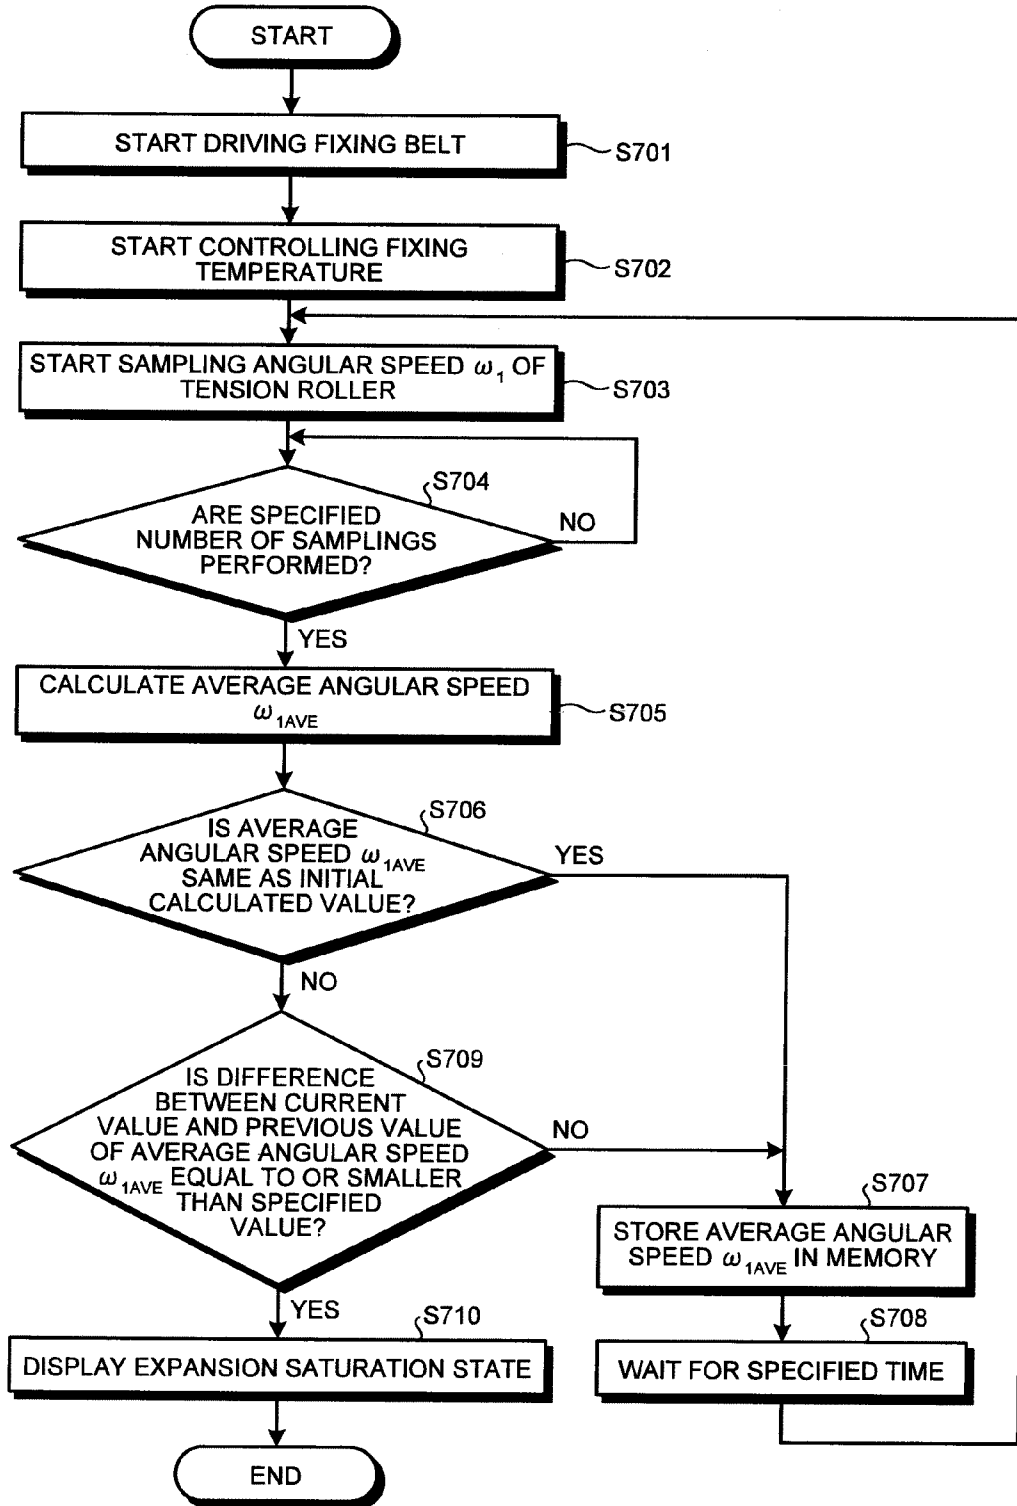 START
START DRIVING FIXING BELT
S701
START CONTROLLING FIXING
TEMPERATURE
S702
START SAMPLING ANGULAR SPEED ω1 OF
TENSION ROLLER
S703
S704
ARE SPECIFIED
NUMBER OF SAMPLINGS
PERFORMED?
NO
YES
CALCULATE AVERAGE ANGULAR SPEED
ω1AVE
S705
S706
IS AVERAGE
ANGULAR SPEED ω1AVE
SAME AS INITIAL
CALCULATED VALUE?
YES
NO
S709
IS DIFFERENCE
BETWEEN CURRENT
VALUE AND PREVIOUS VALUE
OF AVERAGE ANGULAR SPEED
ω1AVE EQUAL TO OR SMALLER
THAN SPECIFIED
VALUE?
NO
YES
S707
STORE AVERAGE ANGULAR
SPEED ω1AVE IN MEMORY
S708
WAIT FOR SPECIFIED TIME
S710
DISPLAY EXPANSION SATURATION STATE
END